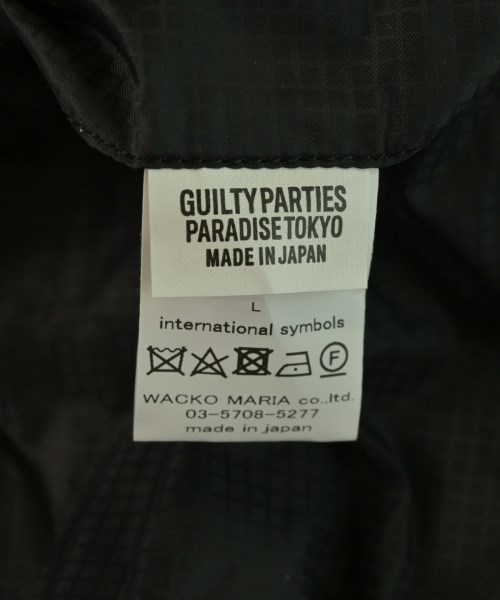 GUILTY PARTIES
PARADISE TOKYO
MADE IN JAPAN
L
international symbols
F
WACKO MARIA co.,ltd.
03-5708-5277
made in japan